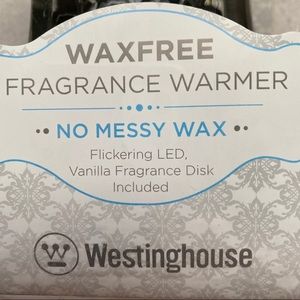 WAXFREE
FRAGRANCE WARMER
NO MESSY WAX
Flickering LED,
Vanilla Fragrance Disk
Included
W Westinghouse